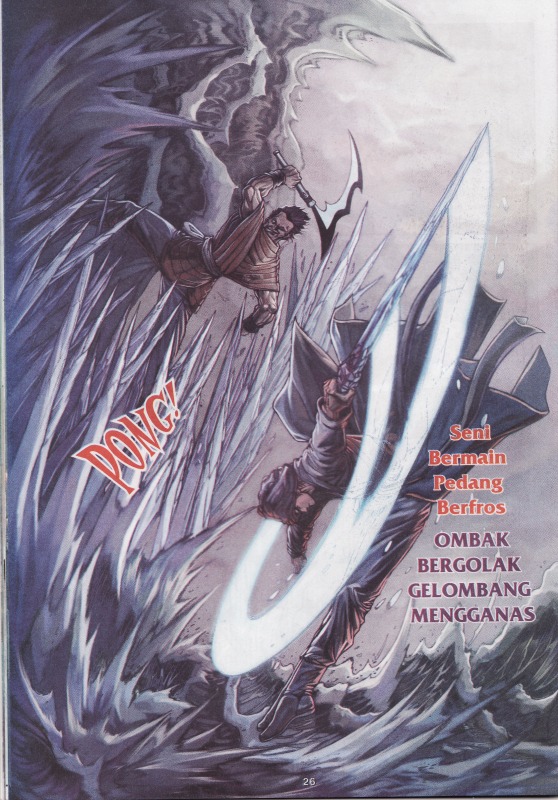 PONG!
Seni
Bermain
Pedang
Berfros
OMBAK
BERGOLAK
GELOMBANG
MENGGANAS
26